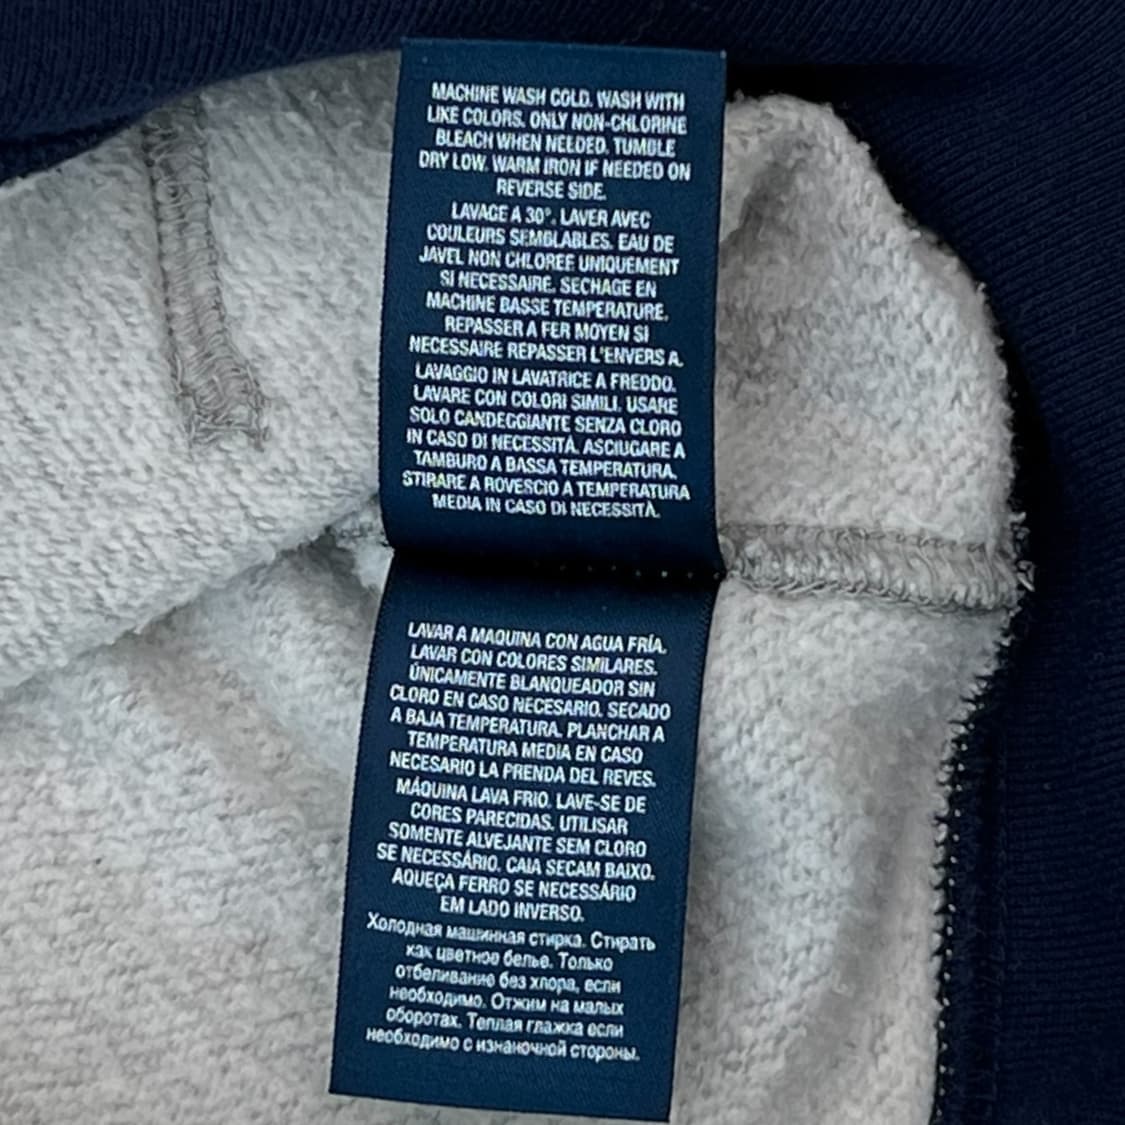 MACHINE WASH COLD. WASH WITH
LIKE COLORS. ONLY NON-CHLORINE
BLEACH WHEN NEEDED. TUMBLE
DRY LOW. WARM IRON IF NEEDED ON
REVERSE SIDE.
LAVAGE A 30°. LAVER AVEC
COULEURS SEMBLABLES. EAU DE
JAVEL NON CHLOREE UNIQUEMENT
SI NECESSAIRE. SECHAGE EN
MACHINE BASSE TEMPERATURE.
REPASSER A FER MOYEN SI
NECESSAIRE REPASSER L'ENVERS A.
LAVAGGIO IN LAVATRICE A FREDDO.
LAVARE CON COLORI SIMILI. USARE
SOLO CANDEGGIANTE SENZA CLORO
IN CASO DI NECESSITÀ. ASCIUGARE A
TAMBURO A BASSA TEMPERATURA.
STIRARE A ROVESCIO A TEMPERATURA
MEDIA IN CASO DI NECESSITÀ.
LAVAR A MAQUINA CON AGUA FRÍA.
LAVAR CON COLORES SIMILARES.
ÚNICAMENTE BLANQUEADOR SIN
CLORO EN CASO NECESARIO. SECADO
A BAJA TEMPERATURA. PLANCHAR A
TEMPERATURA MEDIA EN CASO
NECESARIO LA PRENDA DEL REVES.
MÁQUINA LAVA FRIO. LAVE-SE DE
CORES PARECIDAS. UTILISAR
SOMENTE ALVEJANTE SEM CLORO
SE NECESSÁRIO. CAIA SECAM BAIXO.
AQUEÇA FERRO SE NECESSÁRIO
EM LADO INVERSO.
Холодная машинная стирка. Стирать
как цветное белье. Только
отбеливание без хлора, если
необходимо. Отжим на малых
оборотах. Теплая глажка если
необходимо с изнаночной стороны.